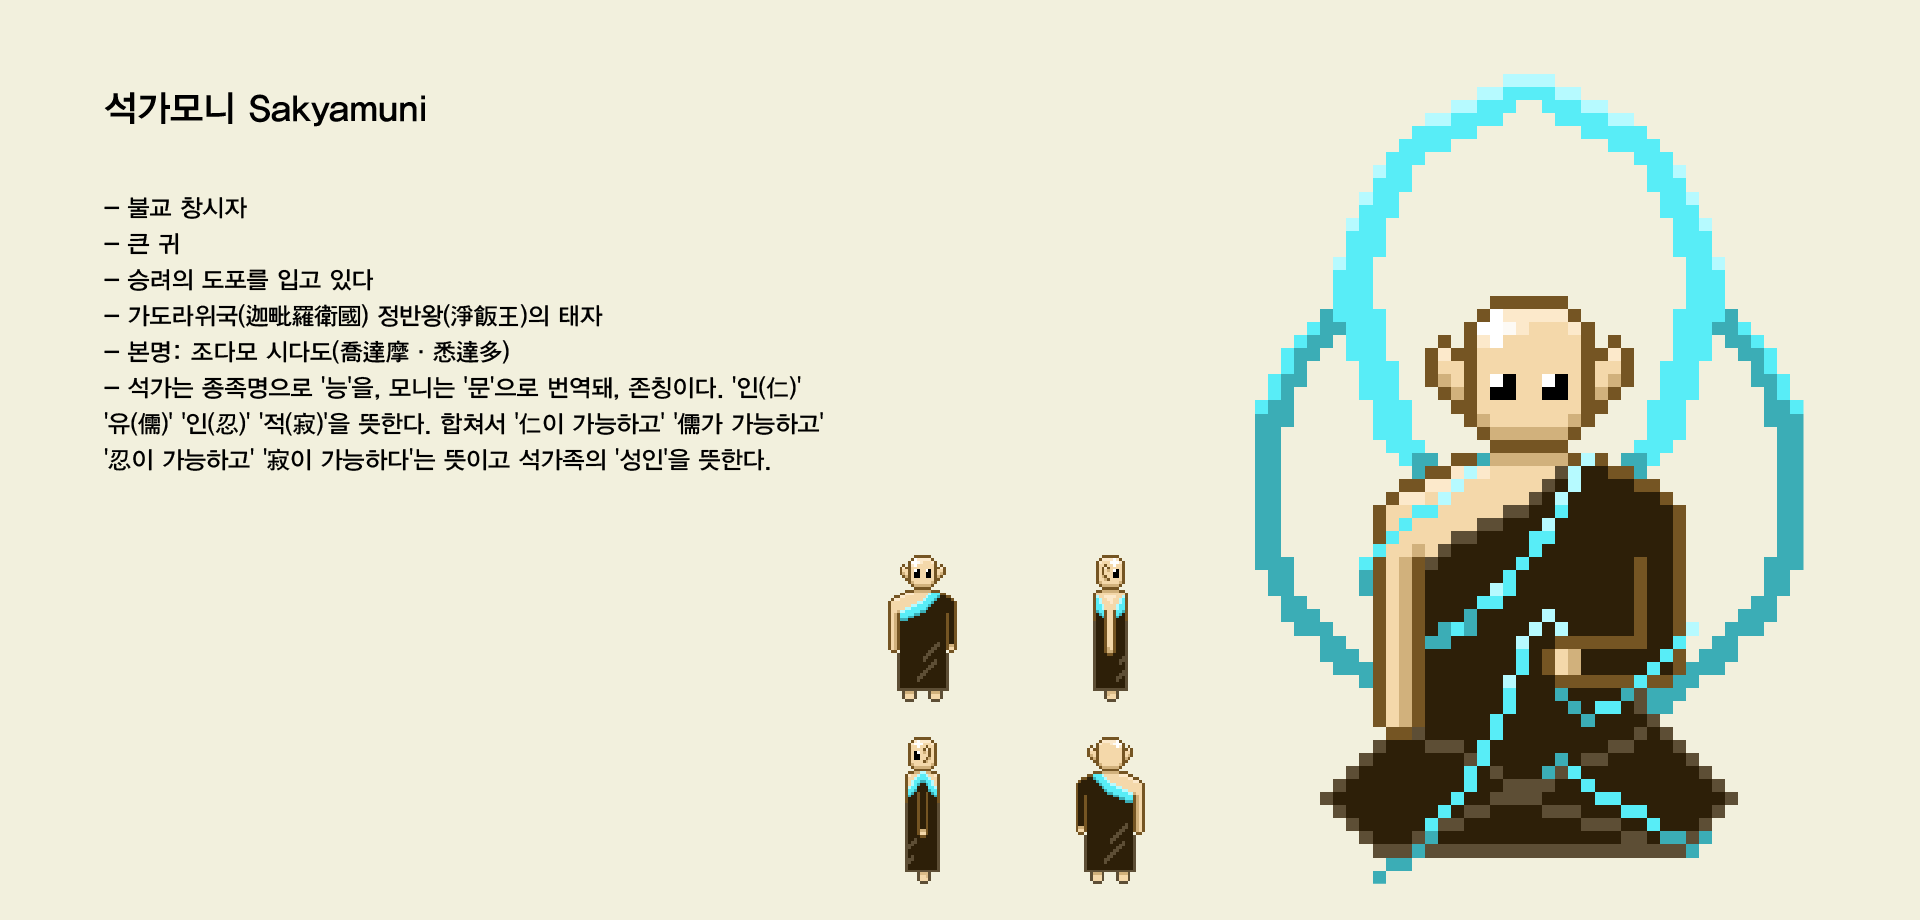 석가모니 Sakyamuni
– 불교 창시자
– 큰 귀
– 승려의 도포를 입고 있다
– 가도라위국(迦毗羅衛國) 정반왕(淨飯王)의 태자
– 본명: 조다모 시다도(喬達摩 · 悉達多)
– 석가는 종족명으로 '능'을, 모니는 '문'으로 번역돼, 존칭이다. '인(仁)'
'유(儒)' '인(忍)' '적(寂)'을 뜻한다. 합쳐서 '仁이 가능하고' '儒가 가능하고'
'忍이 가능하고' '寂이 가능하다'는 뜻이고 석가족의 '성인'을 뜻한다.